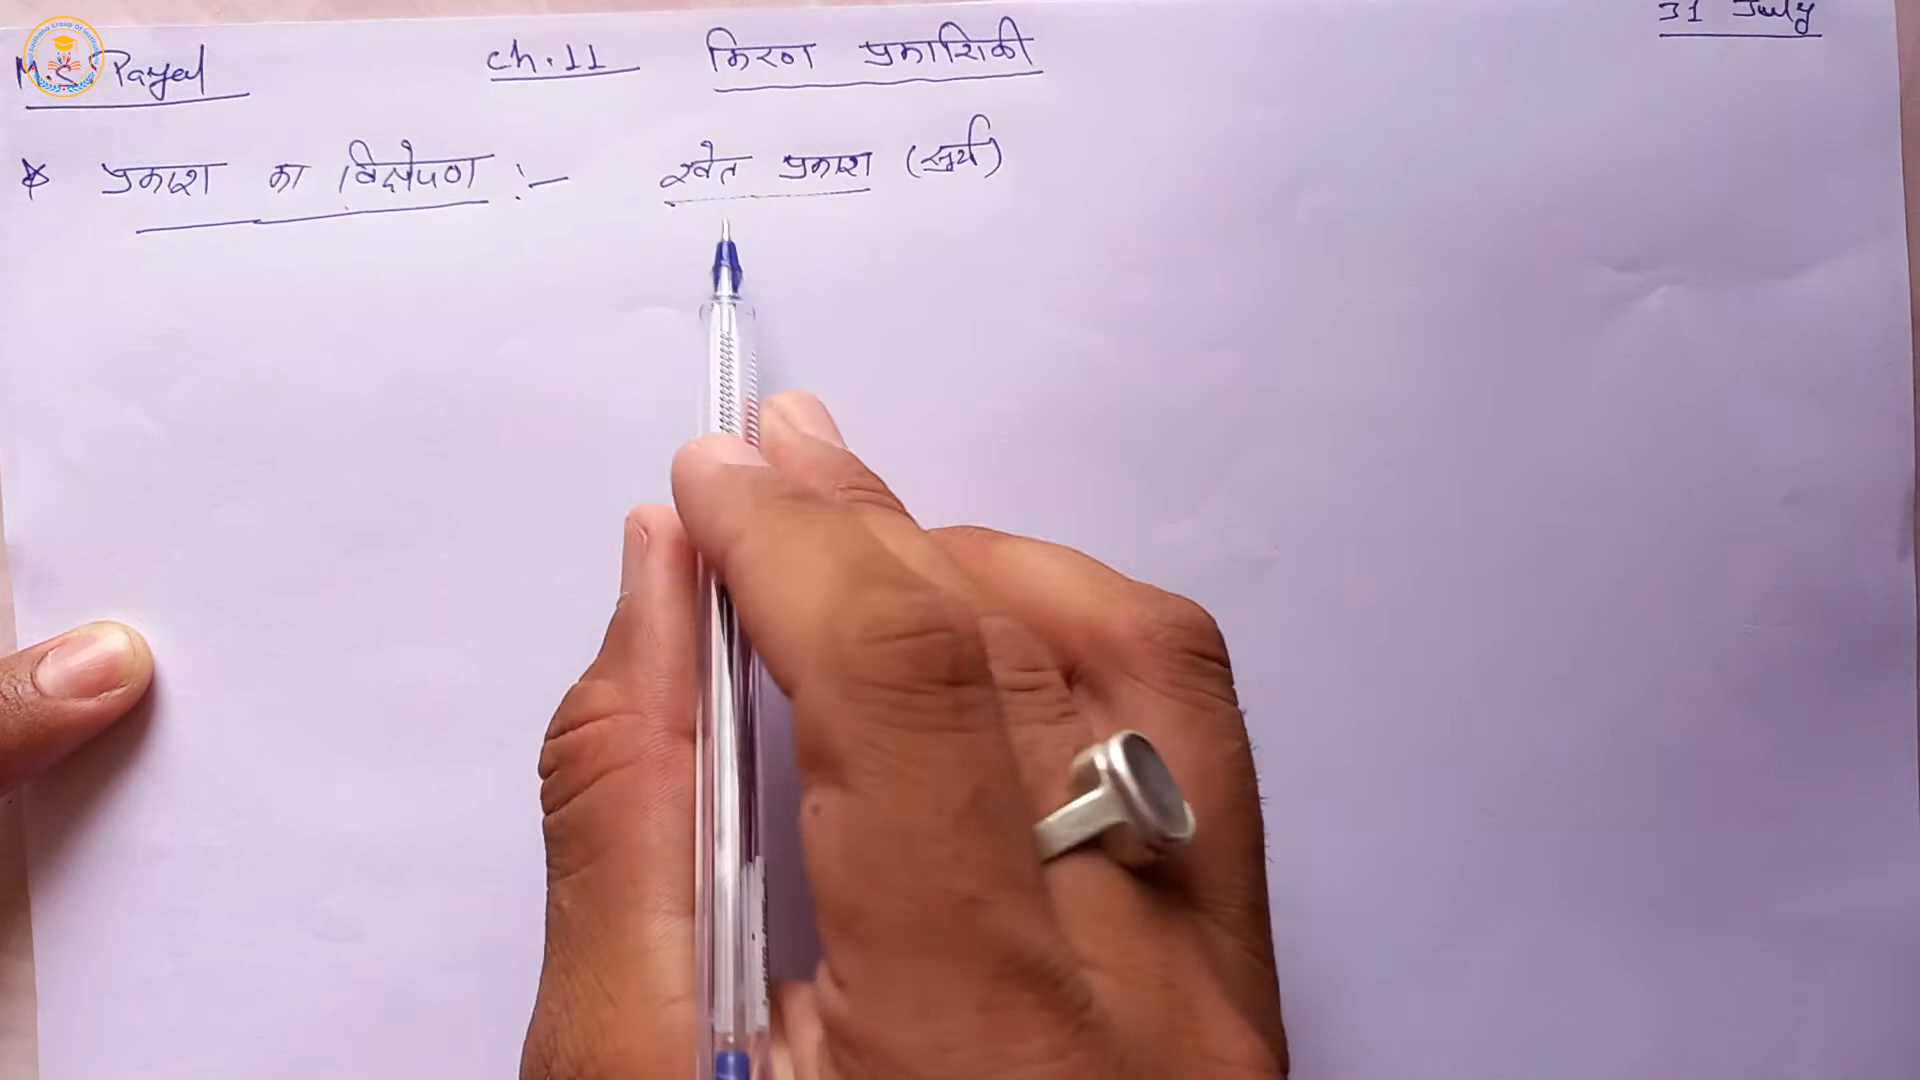 M.C Payal ch.11 किरण प्रकाशिकी 31 July
* प्रकाश का विक्षेपण :- श्वेत प्रकाश (सूर्य)